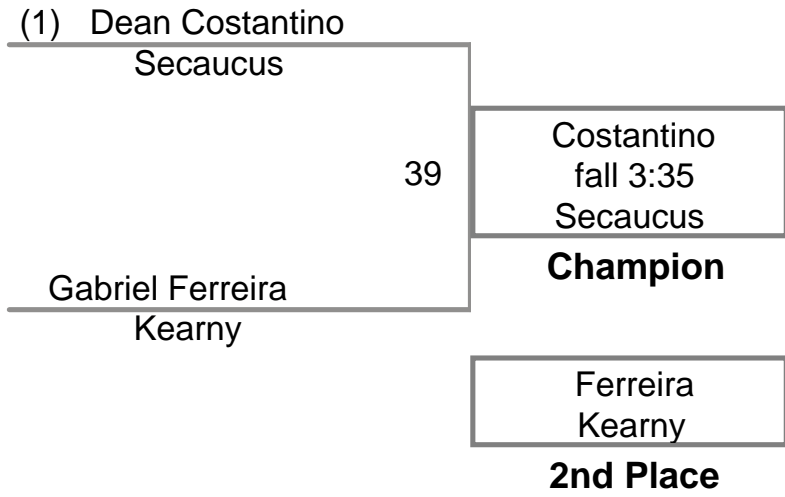 (1) Dean Costantino
Secaucus
39
Costantino
fall 3:35
Secaucus
Champion
Gabriel Ferreira
Kearny
Ferreira
Kearny
2nd Place